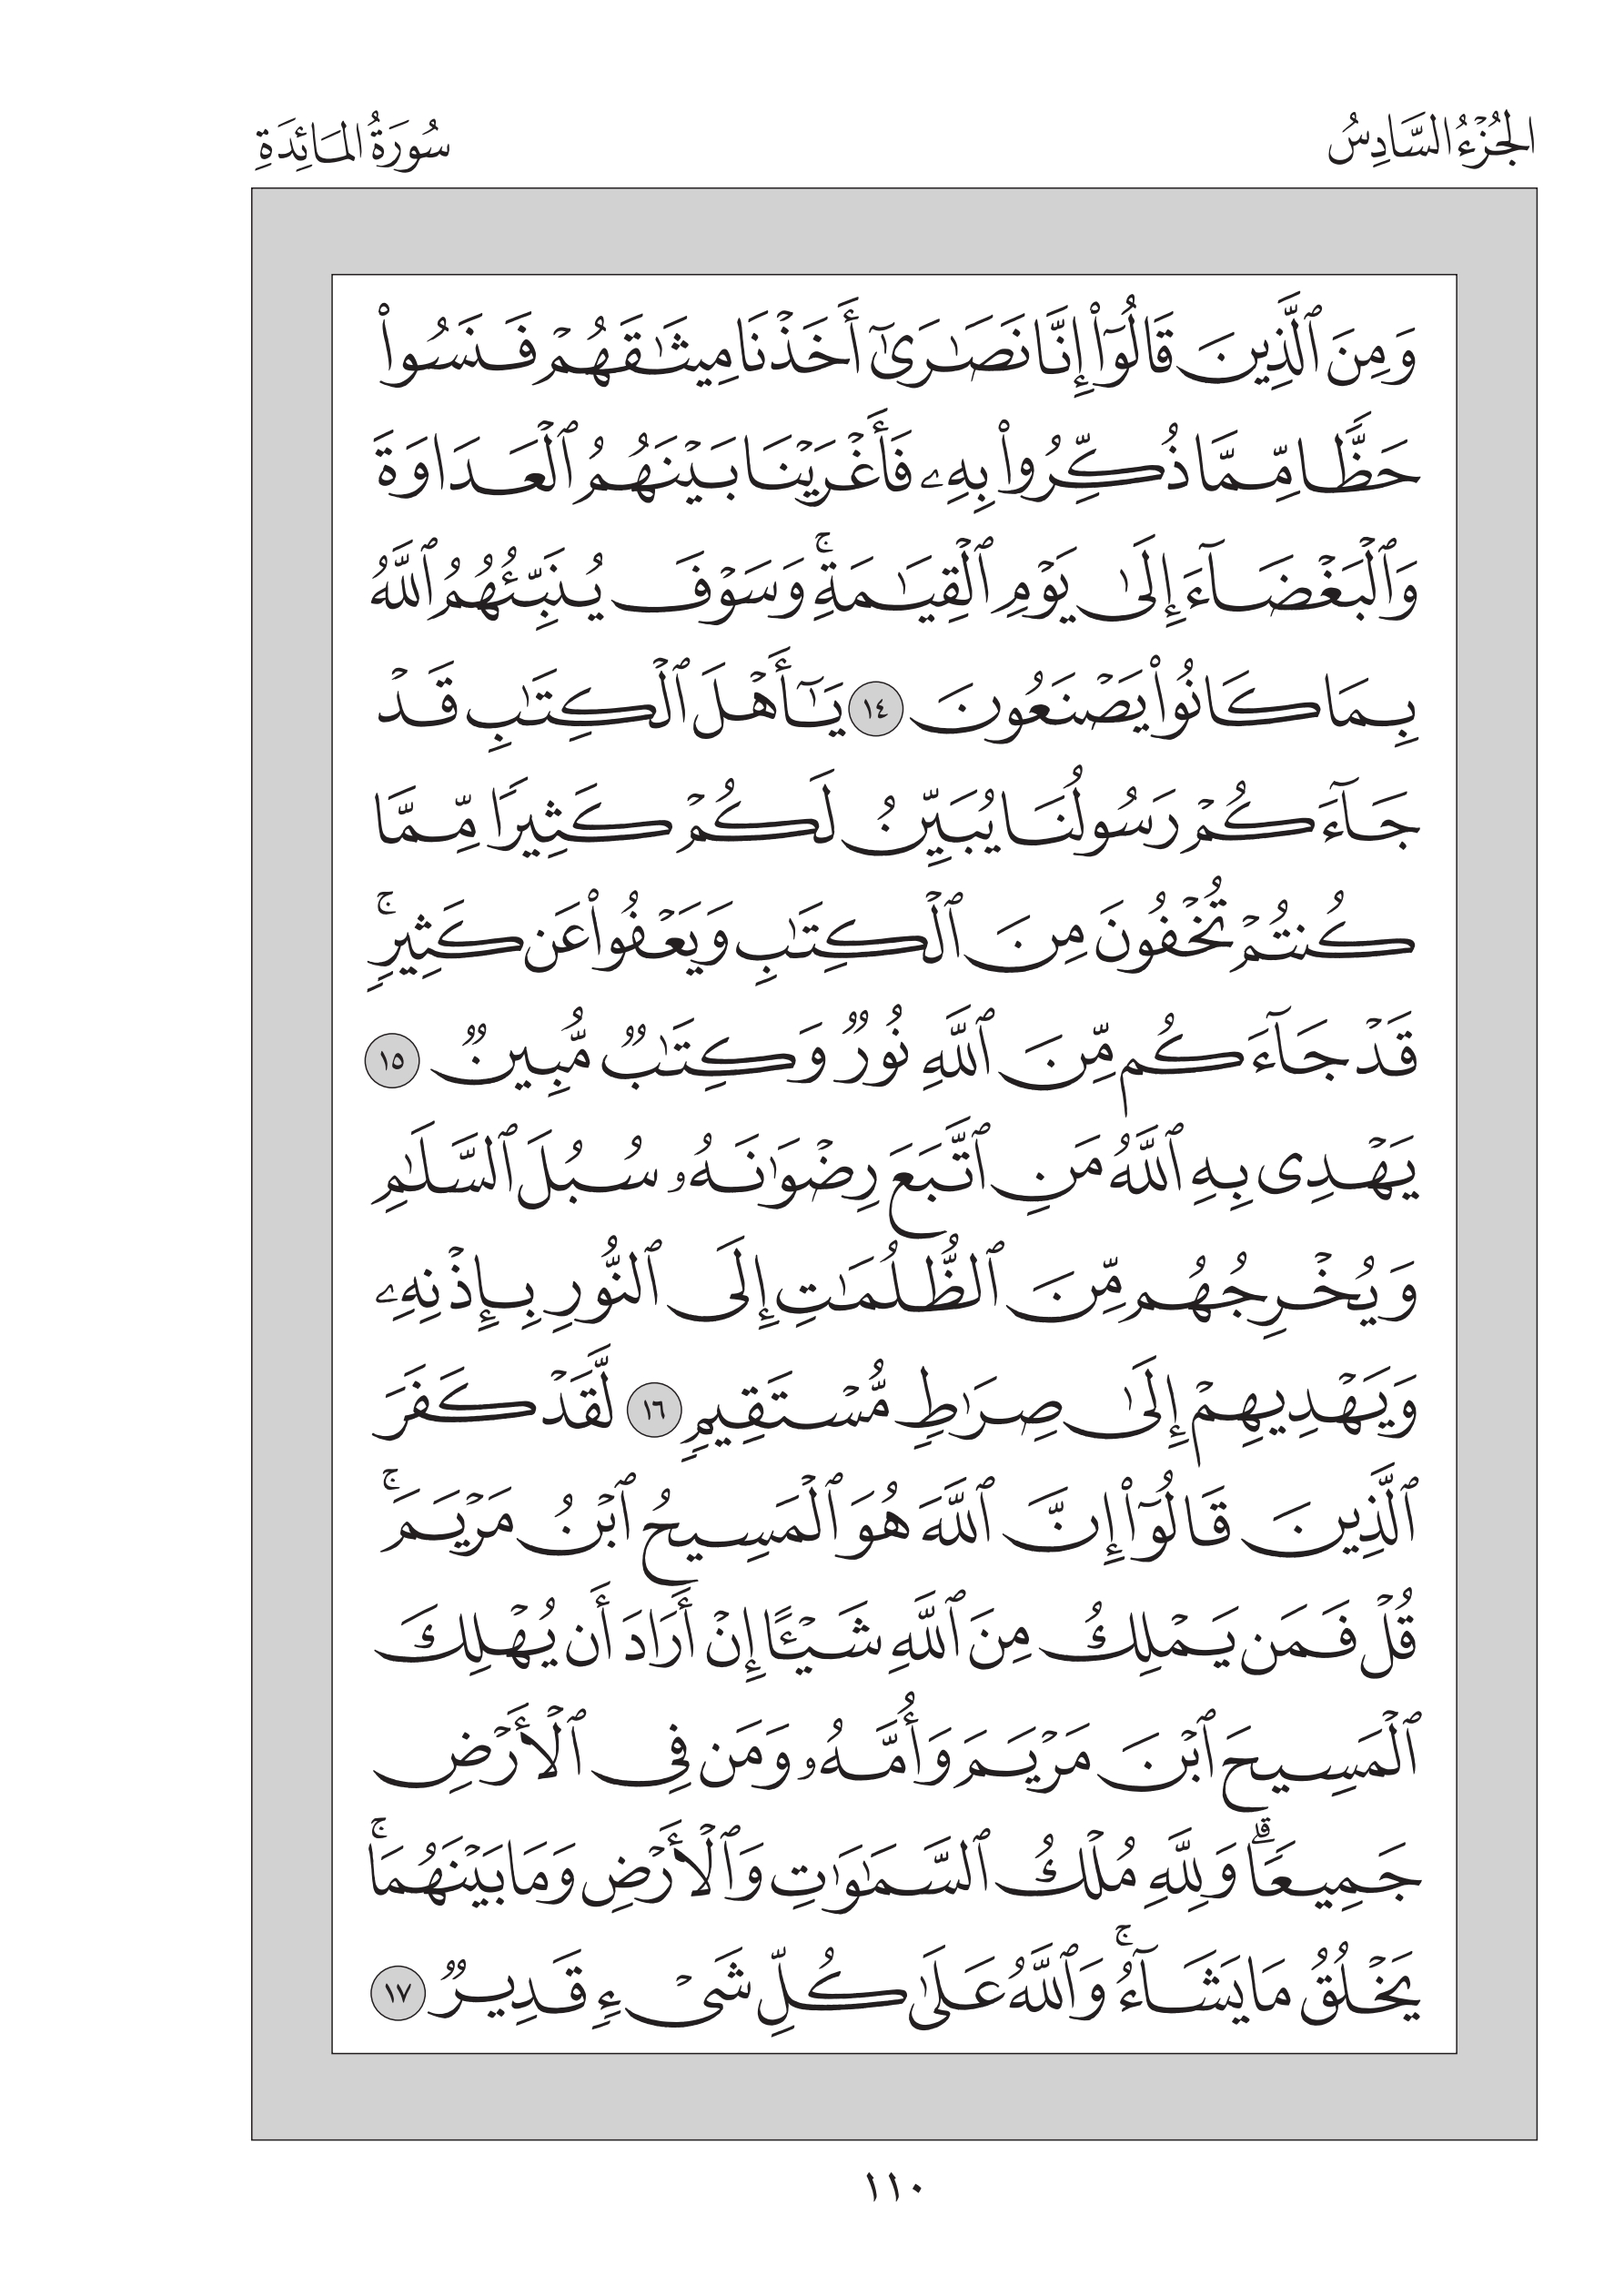 الجُزْءُ السَّادِسُ
سُورَةُ المَائِدَةِ
وَمِنَ ٱلَّذِينَ قَالُوٓاْ إِنَّا نَصَٰرَىٰٓ أَخَذْنَا مِيثَٰقَهُمْ فَنَسُواْ
حَظًّا مِّمَّا ذُكِّرُواْ بِهِۦ فَأَغْرَيْنَا بَيْنَهُمُ ٱلْعَدَاوَةَ
وَٱلْبَغْضَآءَ إِلَىٰ يَوْمِ ٱلْقِيَٰمَةِۚ وَسَوْفَ يُنَبِّئُهُمُ ٱللَّهُ
بِمَا كَانُواْ يَصْنَعُونَ ١٤ يَٰٓأَهْلَ ٱلْكِتَٰبِ قَدْ
جَآءَكُمْ رَسُولُنَا يُبَيِّنُ لَكُمْ كَثِيرًا مِّمَّا
كُنتُمْ تُخْفُونَ مِنَ ٱلْكِتَٰبِ وَيَعْفُواْ عَن كَثِيرٍۚ
قَدْ جَآءَكُم مِّنَ ٱللَّهِ نُورٌ وَكِتَٰبٌ مُّبِينٌ ١٥
يَهْدِى بِهِ ٱللَّهُ مَنِ ٱتَّبَعَ رِضْوَٰنَهُۥ سُبُلَ ٱلسَّلَٰمِ
وَيُخْرِجُهُم مِّنَ ٱلظُّلُمَٰتِ إِلَى ٱلنُّورِ بِإِذْنِهِۦ
وَيَهْدِيهِمْ إِلَىٰ صِرَٰطٍ مُّسْتَقِيمٍ ١٦ لَّقَدْ كَفَرَ
ٱلَّذِينَ قَالُوٓاْ إِنَّ ٱللَّهَ هُوَ ٱلْمَسِيحُ ٱبْنُ مَرْيَمَۚ
قُلْ فَمَن يَمْلِكُ مِنَ ٱللَّهِ شَيْـًٔا إِنْ أَرَادَ أَن يُهْلِكَ
ٱلْمَسِيحَ ٱبْنَ مَرْيَمَ وَأُمَّهُۥ وَمَن فِى ٱلْأَرْضِ
جَمِيعًاۗ وَلِلَّهِ مُلْكُ ٱلسَّمَٰوَٰتِ وَٱلْأَرْضِ وَمَا بَيْنَهُمَاۚ
يَخْلُقُ مَا يَشَآءُۚ وَٱللَّهُ عَلَىٰ كُلِّ شَىْءٍ قَدِيرٌ ١٧
١١٠